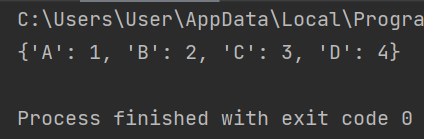 C:\Users\User\AppData\Local\Progra
{'A': 1, 'B': 2, 'C': 3, 'D': 4}
Process finished with exit code 0